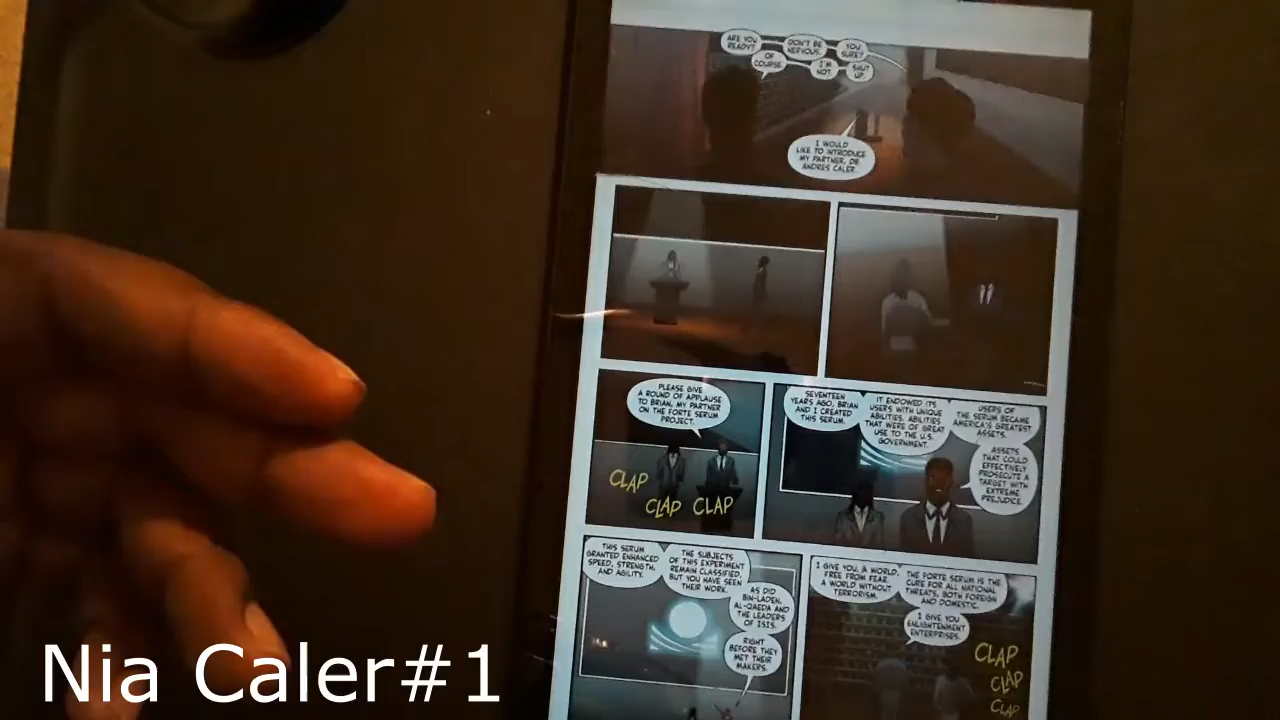 ARE YOU
READY?
DON'T BE
NERVOUS.
YOU
SURE?
OF
COURSE.
I'M
NOT.
SHUT
UP.
I WOULD
LIKE TO INTRODUCE
MY PARTNER, DR.
ANDRES CALER.
PLEASE GIVE
A ROUND OF APPLAUSE
TO BRIAN, MY PARTNER
ON THE FORTE SERUM
PROJECT.
CLAP
CLAP CLAP
SEVENTEEN
YEARS AGO, BRIAN
AND I CREATED
THIS SERUM.
IT ENDOWED ITS
USERS WITH UNIQUE
ABILITIES. ABILITIES
THAT WERE OF GREAT
USE TO THE U.S.
GOVERNMENT.
USERS OF
THE SERUM BECAME
AMERICA'S GREATEST
ASSETS.
ASSETS
THAT COULD
EFFECTIVELY
PROSECUTE A
TARGET WITH
EXTREME
PREJUDICE.
THIS SERUM
GRANTED ENHANCED
SPEED, STRENGTH,
AND AGILITY.
THE SUBJECTS
OF THIS EXPERIMENT
REMAIN CLASSIFIED,
BUT YOU HAVE SEEN
THEIR WORK.
AS DID
BIN-LADEN,
AL-QAEDA AND
THE LEADERS
OF ISIS.
RIGHT
BEFORE THEY
MET THEIR
MAKERS.
I GIVE YOU, A WORLD
FREE FROM FEAR.
A WORLD WITHOUT
TERRORISM.
THE FORTE SERUM IS THE
CURE FOR ALL NATIONAL
THREATS, BOTH FOREIGN
AND DOMESTIC.
I GIVE YOU
ENLIGHTENMENT
ENTERPRISES.
CLAP
CLAP
CLAP
Nia Caler#1